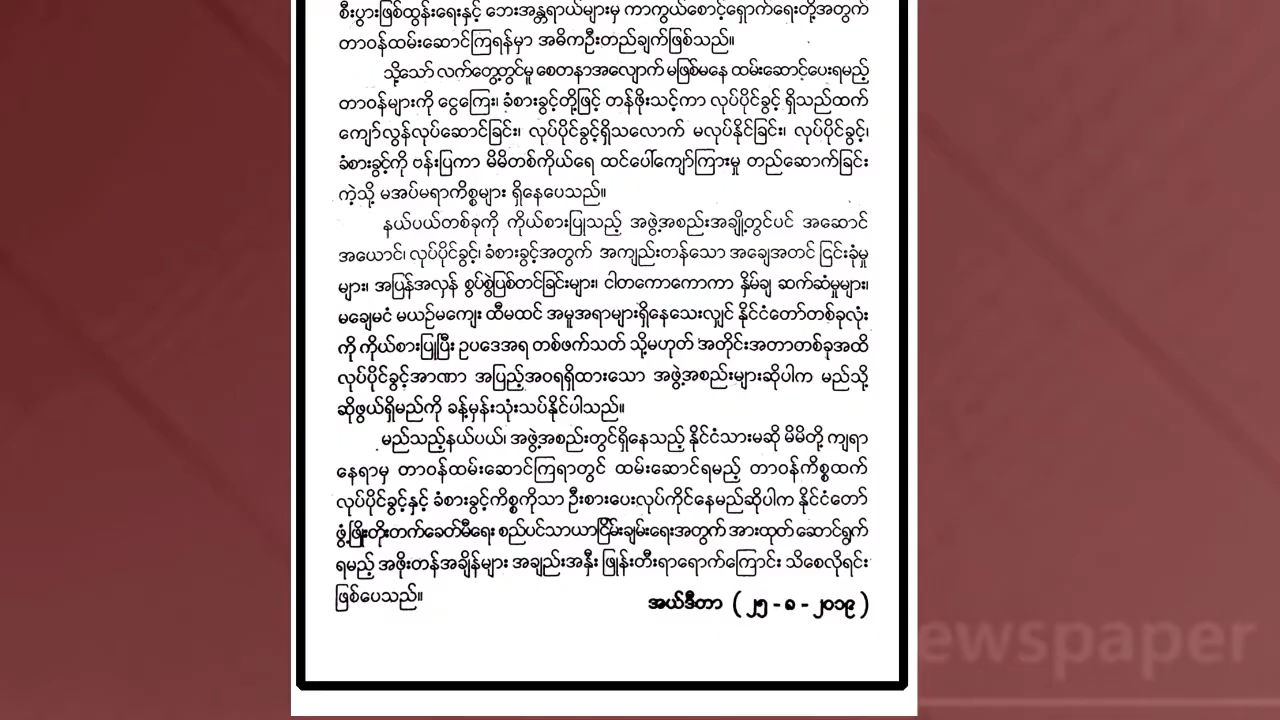 စီးပွားဖြစ်ထွန်းရေးနှင့် ဘေးအန္တရာယ်များမှ ကာကွယ်စောင့်ရှောက်ရေးတို့အတွက်
တာဝန်ထမ်းဆောင်ကြရန်မှာ အဓိကဦးတည်ချက်ဖြစ်သည်။
သို့သော် လက်တွေ့တွင်မူ စေတနာအလျောက် မဖြစ်မနေ ထမ်းဆောင်ပေးရမည့်
တာဝန်များကို ငွေကြေး၊ ခံစားခွင့်တို့ဖြင့် တန်ဖိုးသင့်ကာ လုပ်ပိုင်ခွင့် ရှိသည်ထက်
ကျော်လွန်လုပ်ဆောင်ခြင်း၊ လုပ်ပိုင်ခွင့်ရှိသလောက် မလုပ်နိုင်ခြင်း၊ လုပ်ပိုင်ခွင့်၊
ခံစားခွင့်ကို ဗန်းပြကာ မိမိတစ်ကိုယ်ရေ ထင်ပေါ်ကျော်ကြားမှု တည်ဆောက်ခြင်း
ကဲ့သို့ မအပ်မရာကိစ္စများ ရှိနေပေသည်။
နယ်ပယ်တစ်ခုကို ကိုယ်စားပြုသည့် အဖွဲ့အစည်းအချို့တွင်ပင် အဆောင်
အယောင်၊ လုပ်ပိုင်ခွင့်၊ ခံစားခွင့်အတွက် အကျည်းတန်သော အချေအတင် ငြင်းခုံမှု
များ၊ အပြန်အလှန် စွပ်စွဲပြစ်တင်ခြင်းများ၊ ငါတကောကောကာ နှိမ်ချ ဆက်ဆံမှုများ၊
မချေမငံ မယဉ်မကျေး ထီမထင် အမူအရာများရှိနေသေးလျှင် နိုင်ငံတော်တစ်ခုလုံး
ကို ကိုယ်စားပြုပြီး ဥပဒေအရ တစ်ဖက်သတ် သို့မဟုတ် အတိုင်းအတာတစ်ခုအထိ
လုပ်ပိုင်ခွင့်အာဏာ အပြည့်အဝရရှိထားသော အဖွဲ့အစည်းများဆိုပါက မည်သို့
ဆိုဖွယ်ရှိမည်ကို ခန့်မှန်းသုံးသပ်နိုင်ပါသည်။
မည်သည့်နယ်ပယ်၊ အဖွဲ့အစည်းတွင်ရှိနေသည့် နိုင်ငံသားမဆို မိမိတို့ ကျရာ
နေရာမှ တာဝန်ထမ်းဆောင်ကြရာတွင် ထမ်းဆောင်ရမည့် တာဝန်ကိစ္စထက်
လုပ်ပိုင်ခွင့်နှင့် ခံစားခွင့်ကိစ္စကိုသာ ဦးစားပေးလုပ်ကိုင်နေမည်ဆိုပါက နိုင်ငံတော်
ဖွံ့ဖြိုးတိုးတက်ခေတ်မီရေး စည်ပင်သာယာငြိမ်းချမ်းရေးအတွက် အားထုတ် ဆောင်ရွက်
ရမည့် အဖိုးတန်အချိန်များ အချည်းအနှီး ဖြုန်းတီးရာရောက်ကြောင်း သိစေလိုရင်း
ဖြစ်ပေသည်။
အယ်ဒီတာ (၂၅-၈-၂၀၁၉)
ewspaper